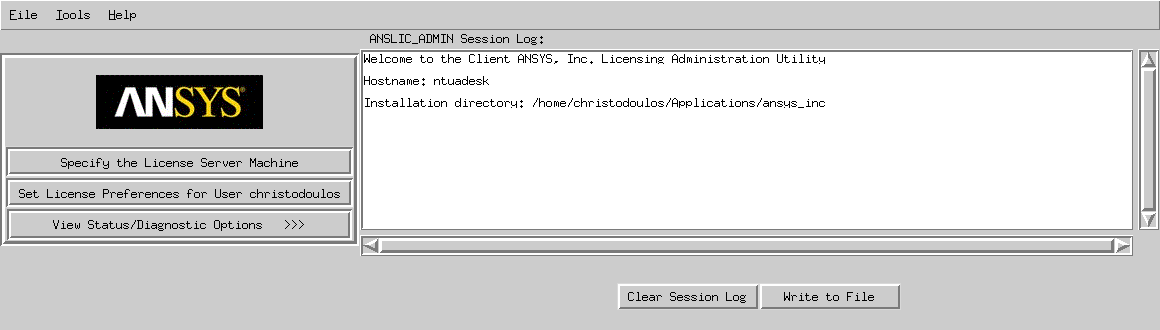 File Tools Help
ANSLIC_ADMIN Session Log:
Welcome to the Client ANSYS, Inc. Licensing Administration Utility
Hostname: ntuadesk
Installation directory: /home/christodoulos/Applications/ansys_inc
ANSYS®
Specify the License Server Machine
Set License Preferences for User christodoulos
View Status/Diagnostic Options >>>
Clear Session Log Write to File